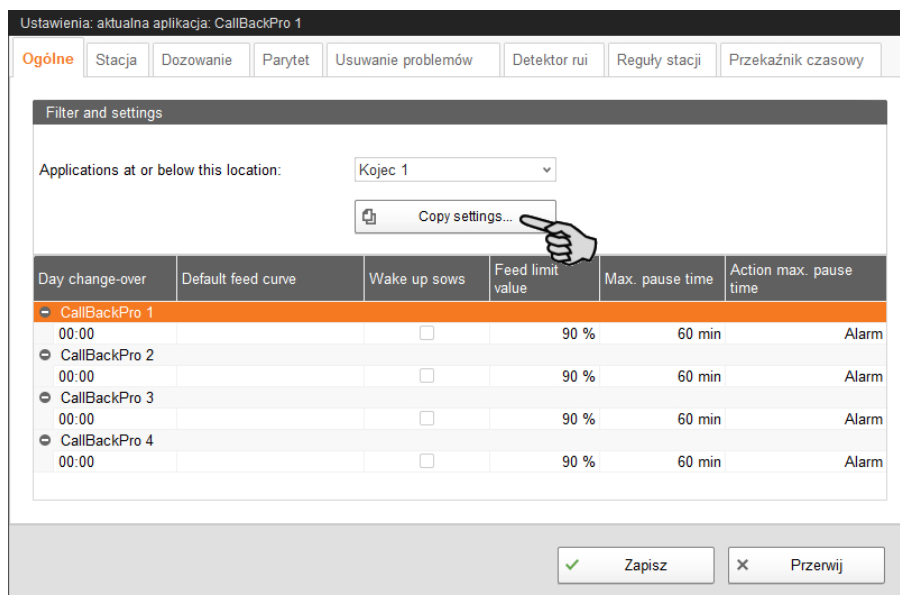 Ustawienia: aktualna aplikacja: CallBackPro 1
Ogólne Stacja Dozowanie Parytet Usuwanie problemów Detektor rui Reguły stacji Przekaźnik czasowy
Filter and settings
Applications at or below this location: Kojec 1
Copy settings...
Day change-over Default feed curve Wake up sows Feed limit value Max. pause time Action max. pause time
CallBackPro 1
00:00 90 % 60 min Alarm
CallBackPro 2
00:00 90 % 60 min Alarm
CallBackPro 3
00:00 90 % 60 min Alarm
CallBackPro 4
00:00 90 % 60 min Alarm
Zapisz Przerwij